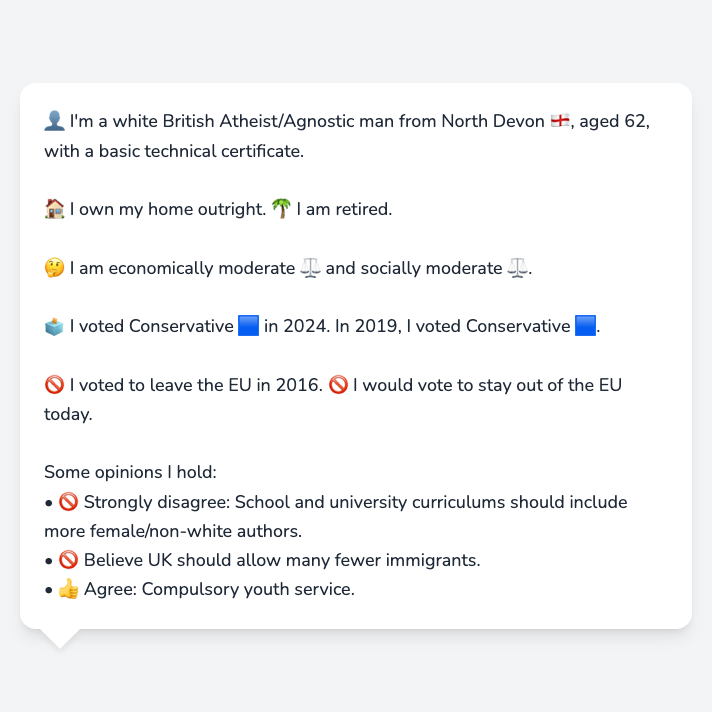 👤 I'm a white British Atheist/Agnostic man from North Devon 🏴󠁧󠁢󠁥󠁮󠁧󠁿, aged 62,
with a basic technical certificate.
🏠 I own my home outright. 🌴 I am retired.
🤔 I am economically moderate ⚖️ and socially moderate ⚖️.
🗳️ I voted Conservative 🟦 in 2024. In 2019, I voted Conservative 🟦.
🚫 I voted to leave the EU in 2016. 🚫 I would vote to stay out of the EU
today.
Some opinions I hold:
• 🚫 Strongly disagree: School and university curriculums should include
more female/non-white authors.
• 🚫 Believe UK should allow many fewer immigrants.
• 👍 Agree: Compulsory youth service.